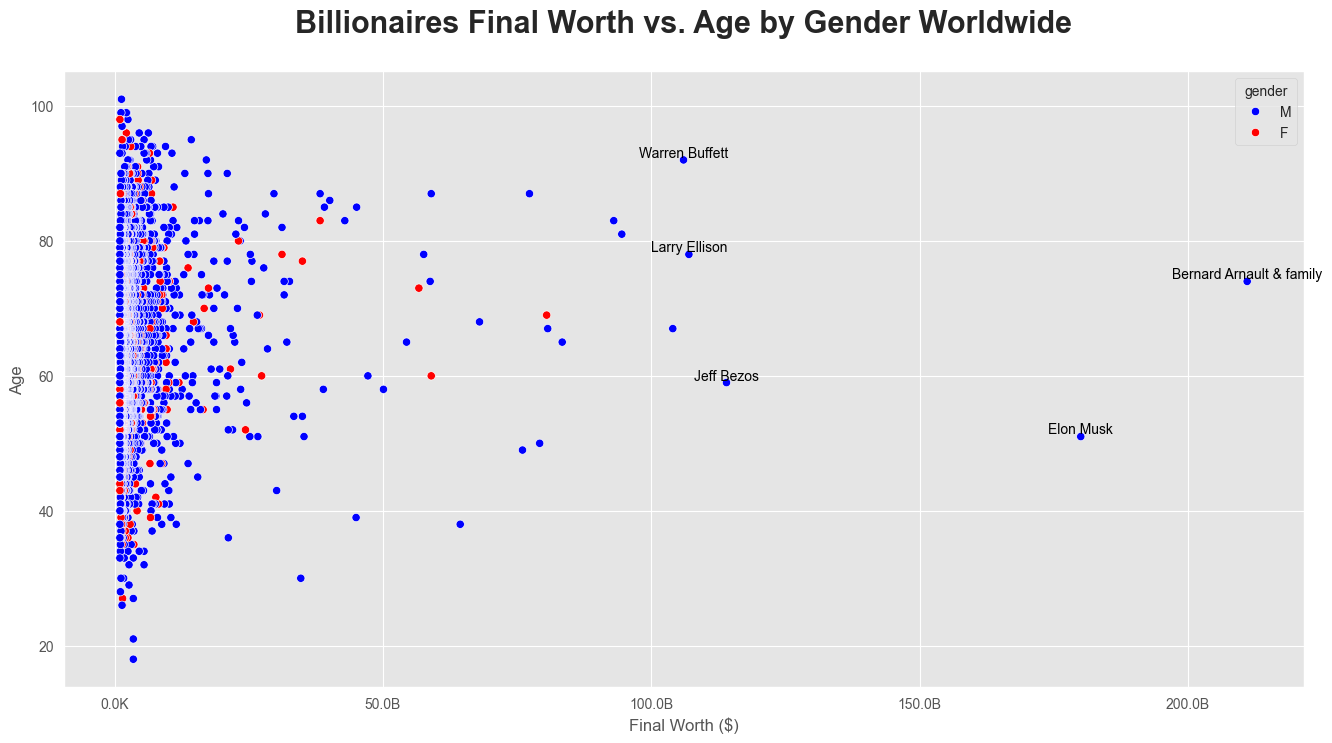 Billionaires Final Worth vs. Age by Gender Worldwide
gender
M
F
100
80
60
40
20
Age
Warren Buffett
Larry Ellison
Bernard Arnault & family
Jeff Bezos
Elon Musk
0.0K
50.0B
100.0B
150.0B
200.0B
Final Worth ($)